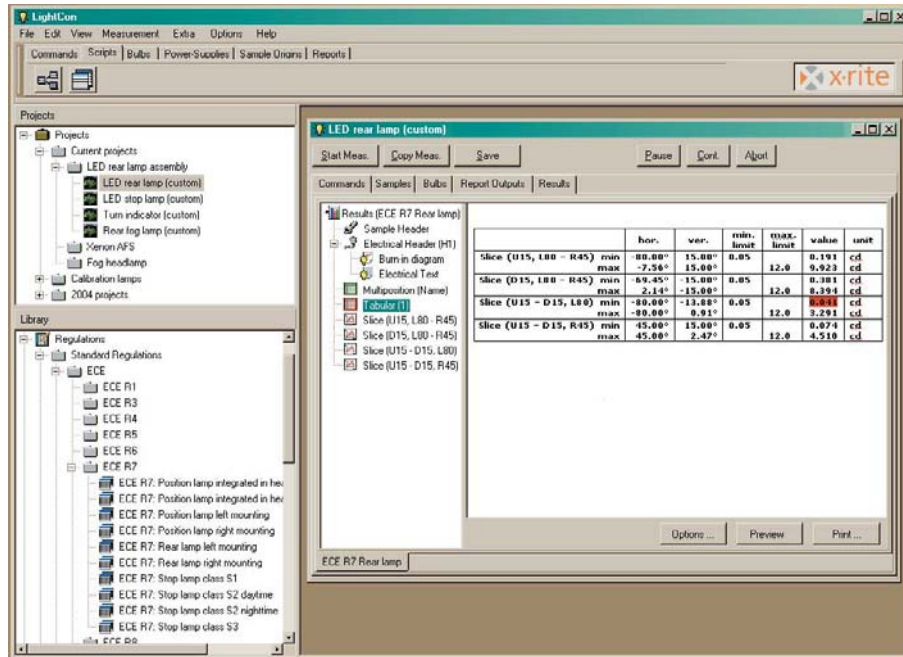 LightCon
File Edit View Measurement Extra Options Help
Commands Scripts Bulbs Power-Supplies Sample Origins Reports
x·rite
Projects
Projects
Current projects
LED rear lamp assembly
LED rear lamp (custom)
LED stop lamp (custom)
Turn indicator (custom)
Rear fog lamp (custom)
Xenon AFS
Fog headlamp
Calibration lamps
2004 projects
Library
Regulations
Standard Regulations
ECE
ECE R1
ECE R3
ECE R4
ECE R5
ECE R6
ECE R7
ECE R7: Position lamp integrated in hea
ECE R7: Position lamp integrated in hea
ECE R7: Position lamp left mounting
ECE R7: Position lamp right mounting
ECE R7: Rear lamp left mounting
ECE R7: Rear lamp right mounting
ECE R7: Stop lamp class S1
ECE R7: Stop lamp class S2 daytime
ECE R7: Stop lamp class S2 nighttime
ECE R7: Stop lamp class S3
ECE R8
LED rear lamp (custom)
Start Meas. Copy Meas. Save Pause Cont. Abort
Commands Samples Bulbs Report Outputs Results
Results (ECE R7 Rear lamp)
Sample Header
Electrical Header (H1)
Burn-in diagram
Electrical Text
Multiposition (Name)
Tabular (1)
Slice (U15, L80 - R45)
Slice (D15, L80 - R45)
Slice (U15 - D15, L80)
Slice (U15 - D15, R45)
hor. ver. min. limit max. limit value unit
Slice (U15, L80 - R45) min -80.00° 15.00° 0.05 0.191 cd
max -7.56° 15.00° 12.0 9.923 cd
Slice (D15, L80 - R45) min -69.45° -15.00° 0.05 0.381 cd
max 2.14° -15.00° 12.0 8.394 cd
Slice (U15 - D15, L80) min -80.00° -13.88° 0.05 0.041 cd
max -80.00° 0.91° 12.0 3.291 cd
Slice (U15 - D15, R45) min 45.00° 15.00° 0.05 0.074 cd
max 45.00° 2.47° 12.0 4.510 cd
Options ... Preview Print ...
ECE R7 Rear lamp